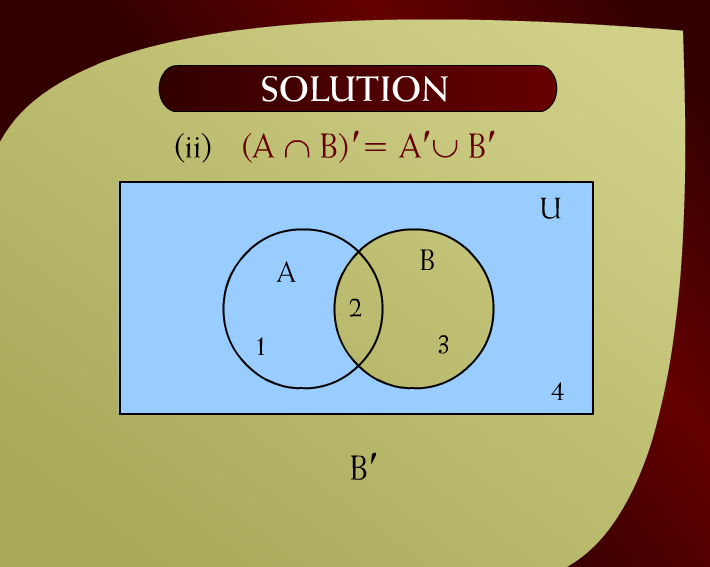 SOLUTION
(ii) (A ∩ B)′ = A′ ∪ B′
U
A B
2
1 3
4
B′